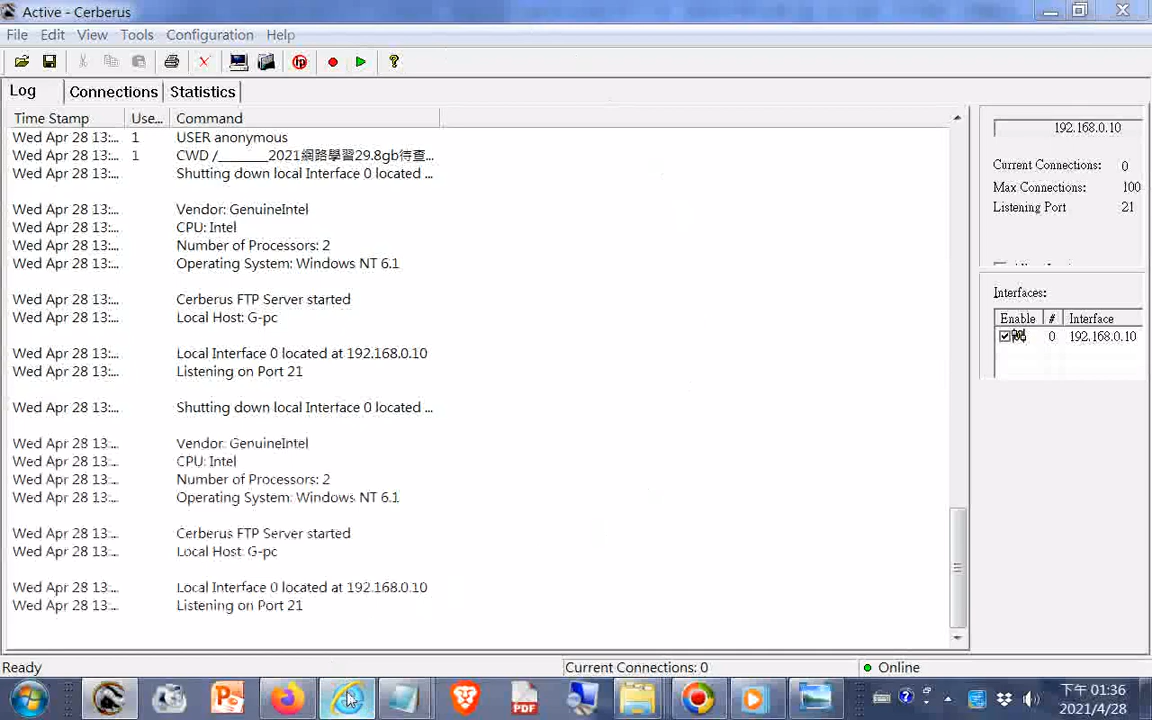 Active - Cerberus
File Edit View Tools Configuration Help
Log Connections Statistics
Time Stamp Use... Command
Wed Apr 28 13:... 1 USER anonymous
Wed Apr 28 13:... 1 CWD /________2021網路學習29.8gb待查...
Wed Apr 28 13:... Shutting down local Interface 0 located ...
Wed Apr 28 13:... Vendor: GenuineIntel
Wed Apr 28 13:... CPU: Intel
Wed Apr 28 13:... Number of Processors: 2
Wed Apr 28 13:... Operating System: Windows NT 6.1
Wed Apr 28 13:... Cerberus FTP Server started
Wed Apr 28 13:... Local Host: G-pc
Wed Apr 28 13:... Local Interface 0 located at 192.168.0.10
Wed Apr 28 13:... Listening on Port 21
Wed Apr 28 13:... Shutting down local Interface 0 located ...
Wed Apr 28 13:... Vendor: GenuineIntel
Wed Apr 28 13:... CPU: Intel
Wed Apr 28 13:... Number of Processors: 2
Wed Apr 28 13:... Operating System: Windows NT 6.1
Wed Apr 28 13:... Cerberus FTP Server started
Wed Apr 28 13:... Local Host: G-pc
Wed Apr 28 13:... Local Interface 0 located at 192.168.0.10
Wed Apr 28 13:... Listening on Port 21
192.168.0.10
Current Connections: 0
Max Connections: 100
Listening Port 21
Interfaces:
Enable # Interface
0 192.168.0.10
Ready Current Connections: 0 Online
PDF
下午 01:36
2021/4/28